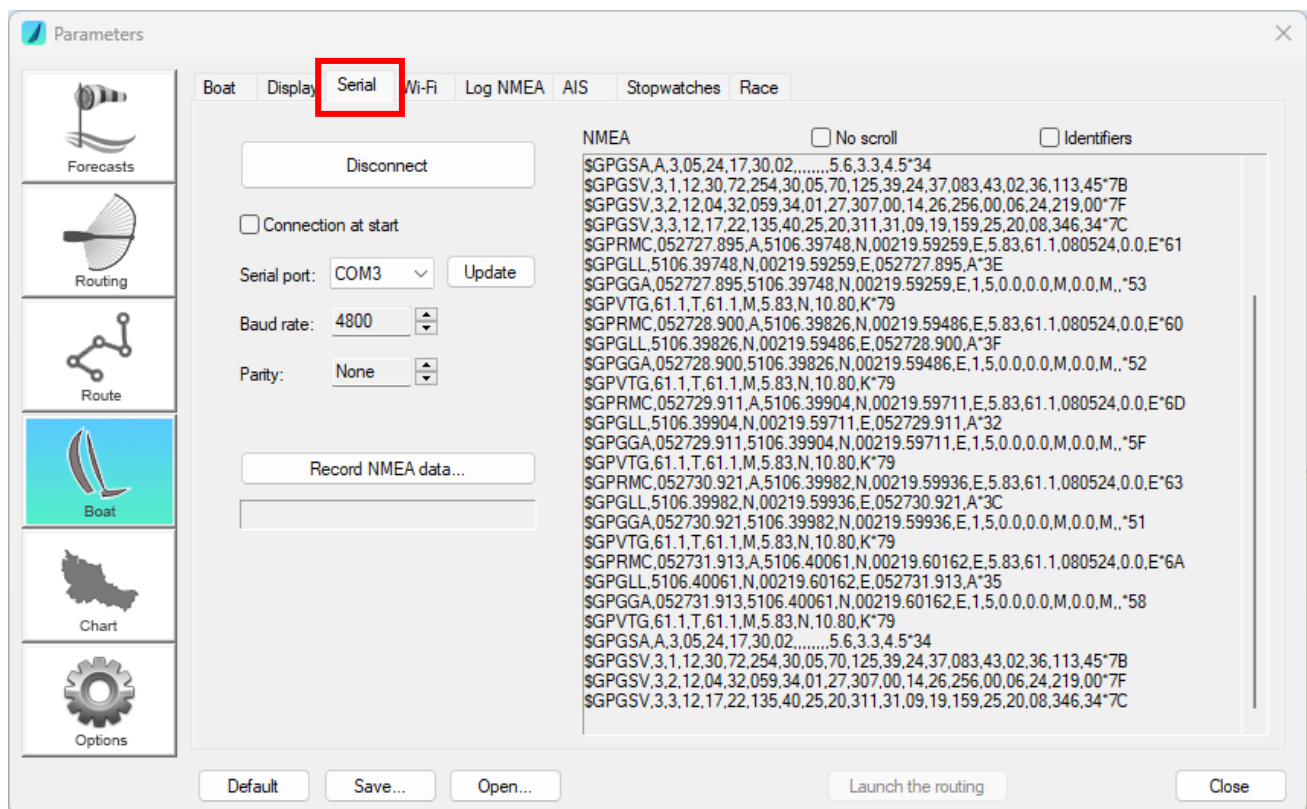 Parameters
Forecasts
Routing
Route
Boat
Chart
Options
Boat Display Serial Wi-Fi Log NMEA AIS Stopwatches Race
Disconnect
Connection at start
Serial port: COM3 Update
Baud rate: 4800
Parity: None
Record NMEA data...
NMEA No scroll Identifiers
$GPGSA,A,3,05,24,17,30,02,,,,,,,,5.6,3.3,4.5*34
$GPGSV,3,1,12,30,72,254,30,05,70,125,39,24,37,083,43,02,36,113,45*7B
$GPGSV,3,2,12,04,32,059,34,01,27,307,00,14,26,256,00,06,24,219,00*7F
$GPGSV,3,3,12,17,22,135,40,25,20,311,31,09,19,159,25,20,08,346,34*7C
$GPRMC,052727.895,A,5106.39748,N,00219.59259,E,5.83,61.1,080524,0.0,E*61
$GPGLL,5106.39748,N,00219.59259,E,052727.895,A*3E
$GPGGA,052727.895,5106.39748,N,00219.59259,E,1,5,0.0,0.0,M,0.0,M,,*53
$GPVTG,61.1,T,61.1,M,5.83,N,10.80,K*79
$GPRMC,052728.900,A,5106.39826,N,00219.59486,E,5.83,61.1,080524,0.0,E*60
$GPGLL,5106.39826,N,00219.59486,E,052728.900,A*3F
$GPGGA,052728.900,5106.39826,N,00219.59486,E,1,5,0.0,0.0,M,0.0,M,,*52
$GPVTG,61.1,T,61.1,M,5.83,N,10.80,K*79
$GPRMC,052729.911,A,5106.39904,N,00219.59711,E,5.83,61.1,080524,0.0,E*6D
$GPGLL,5106.39904,N,00219.59711,E,052729.911,A*32
$GPGGA,052729.911,5106.39904,N,00219.59711,E,1,5,0.0,0.0,M,0.0,M,,*5F
$GPVTG,61.1,T,61.1,M,5.83,N,10.80,K*79
$GPRMC,052730.921,A,5106.39982,N,00219.59936,E,5.83,61.1,080524,0.0,E*63
$GPGLL,5106.39982,N,00219.59936,E,052730.921,A*3C
$GPGGA,052730.921,5106.39982,N,00219.59936,E,1,5,0.0,0.0,M,0.0,M,,*51
$GPVTG,61.1,T,61.1,M,5.83,N,10.80,K*79
$GPRMC,052731.913,A,5106.40061,N,00219.60162,E,5.83,61.1,080524,0.0,E*6A
$GPGLL,5106.40061,N,00219.60162,E,052731.913,A*35
$GPGGA,052731.913,5106.40061,N,00219.60162,E,1,5,0.0,0.0,M,0.0,M,,*58
$GPVTG,61.1,T,61.1,M,5.83,N,10.80,K*79
$GPGSA,A,3,05,24,17,30,02,,,,,,,,5.6,3.3,4.5*34
$GPGSV,3,1,12,30,72,254,30,05,70,125,39,24,37,083,43,02,36,113,45*7B
$GPGSV,3,2,12,04,32,059,34,01,27,307,00,14,26,256,00,06,24,219,00*7F
$GPGSV,3,3,12,17,22,135,40,25,20,311,31,09,19,159,25,20,08,346,34*7C
Default Save... Open... Launch the routing Close